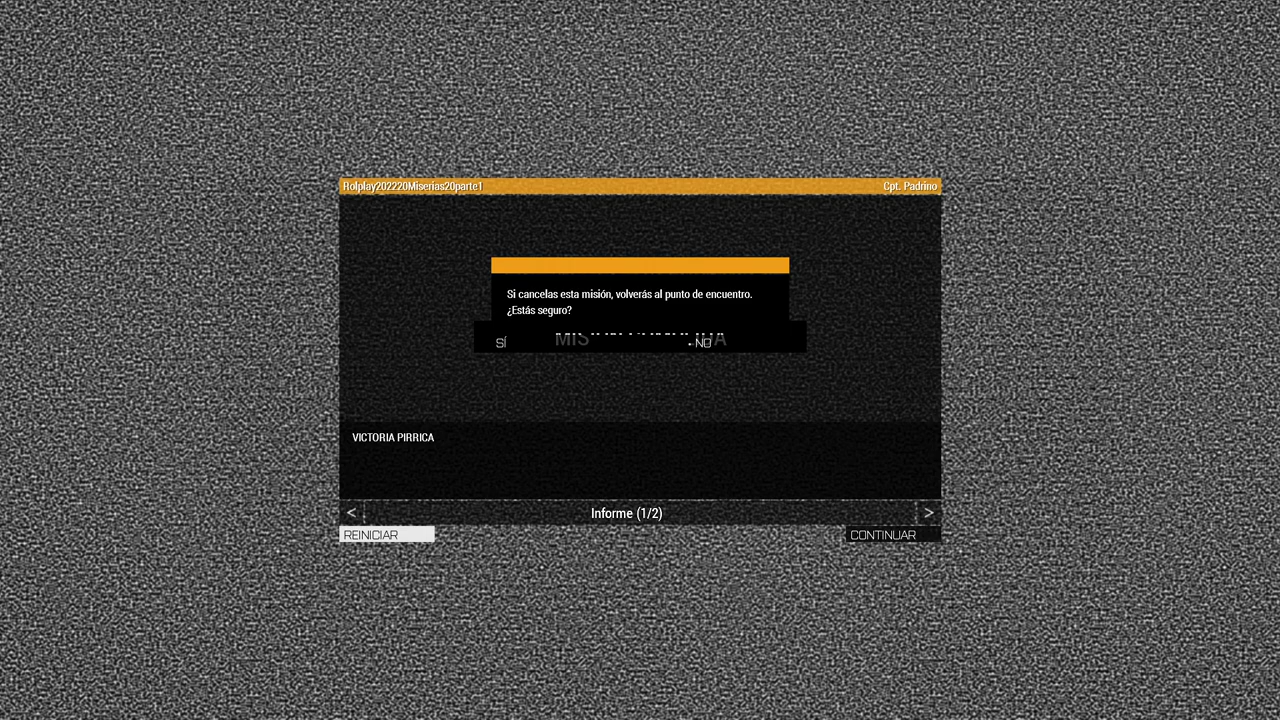 Rolplay202220Miserias20parte1
Cpt. Padrino
Si cancelas esta misión, volverás al punto de encuentro.
¿Estás seguro?
SÍ
NO
VICTORIA PIRRICA
<
Informe (1/2)
>
REINICIAR
CONTINUAR